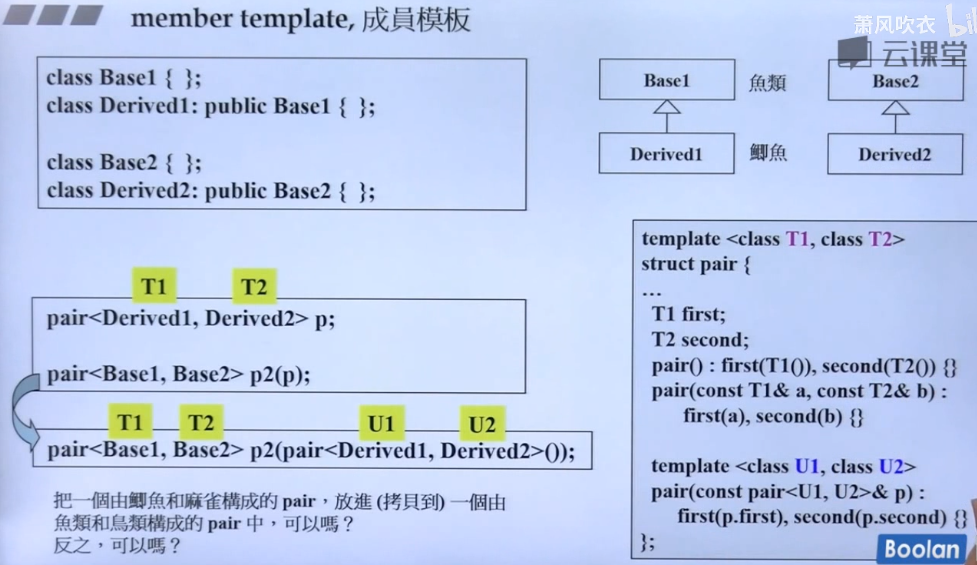 member template, 成員模板
萧风吹衣
云课堂
class Base1 { };
class Derived1: public Base1 { };
class Base2 { };
class Derived2: public Base2 { };
Base1
魚類
Base2
Derived1
鯽魚
Derived2
T1 T2
pair<Derived1, Derived2> p;
pair<Base1, Base2> p2(p);
T1 T2 U1 U2
pair<Base1, Base2> p2(pair<Derived1, Derived2>());
把一個由鯽魚和麻雀構成的 pair，放進 (拷貝到) 一個由
魚類和鳥類構成的 pair 中，可以嗎？
反之，可以嗎？
template <class T1, class T2>
struct pair {
...
T1 first;
T2 second;
pair() : first(T1()), second(T2()) {}
pair(const T1& a, const T2& b) :
first(a), second(b) {}
template <class U1, class U2>
pair(const pair<U1, U2>& p) :
first(p.first), second(p.second) {}
};
Boolan